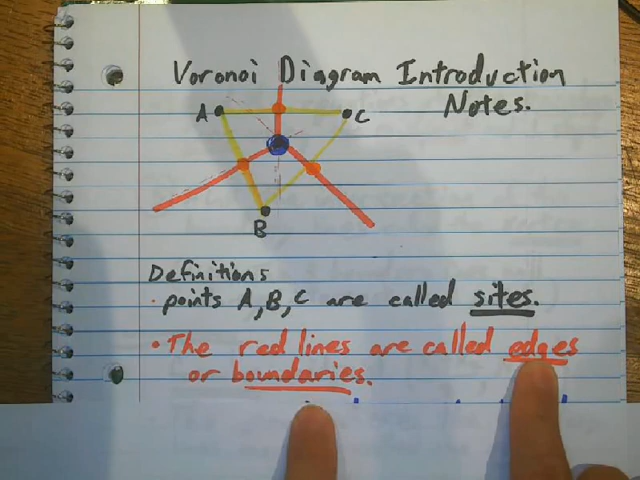 Voronoi Diagram Introduction
Notes.
A
C
B
Definitions
· points A, B, C are called sites.
• The red lines are called edges
or boundaries.